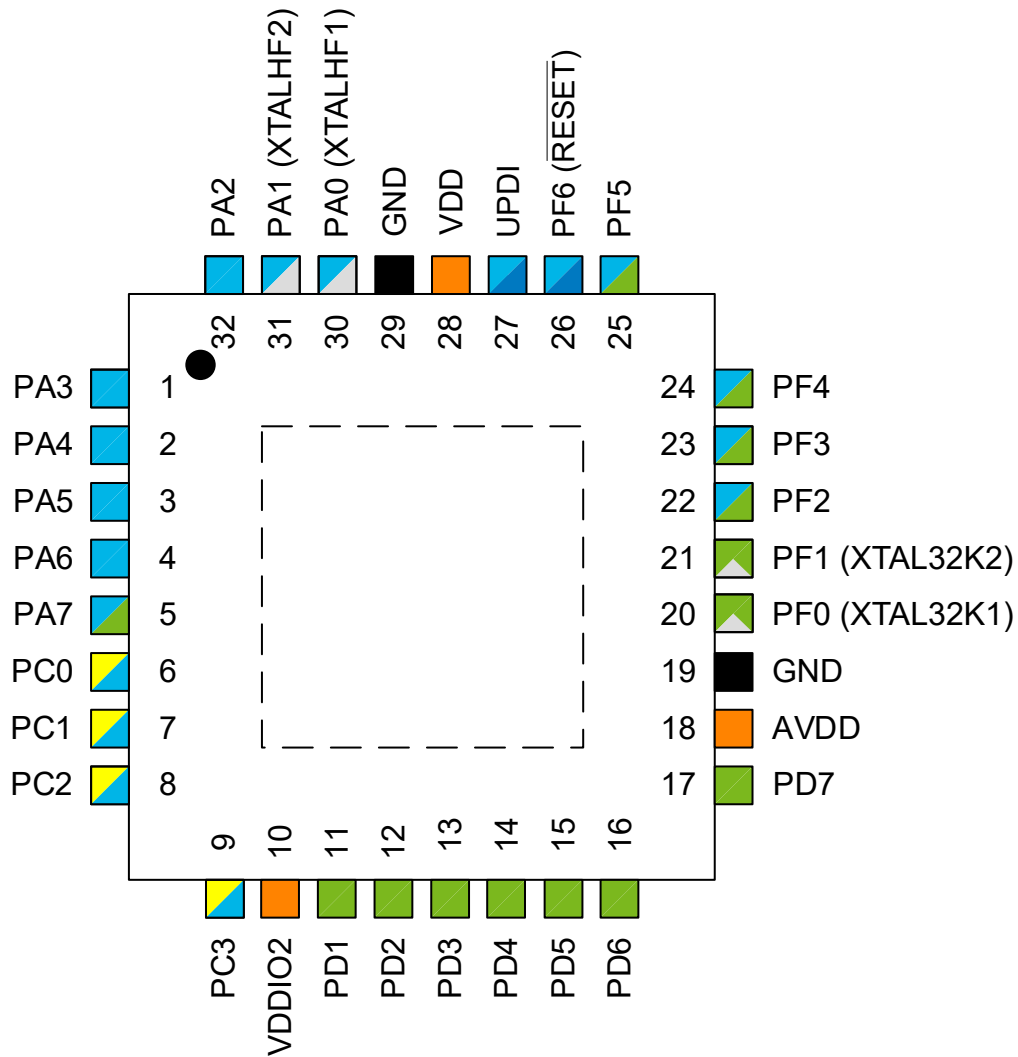 PA2
PA1 (XTALHF2)
PA0 (XTALHF1)
GND
VDD
UPDI
PF6 (RESET)
PF5
32
31
30
29
28
27
26
25
PA3 1
PA4 2
PA5 3
PA6 4
PA7 5
PC0 6
PC1 7
PC2 8
24 PF4
23 PF3
22 PF2
21 PF1 (XTAL32K2)
20 PF0 (XTAL32K1)
19 GND
18 AVDD
17 PD7
9
10
11
12
13
14
15
16
PC3
VDDIO2
PD1
PD2
PD3
PD4
PD5
PD6